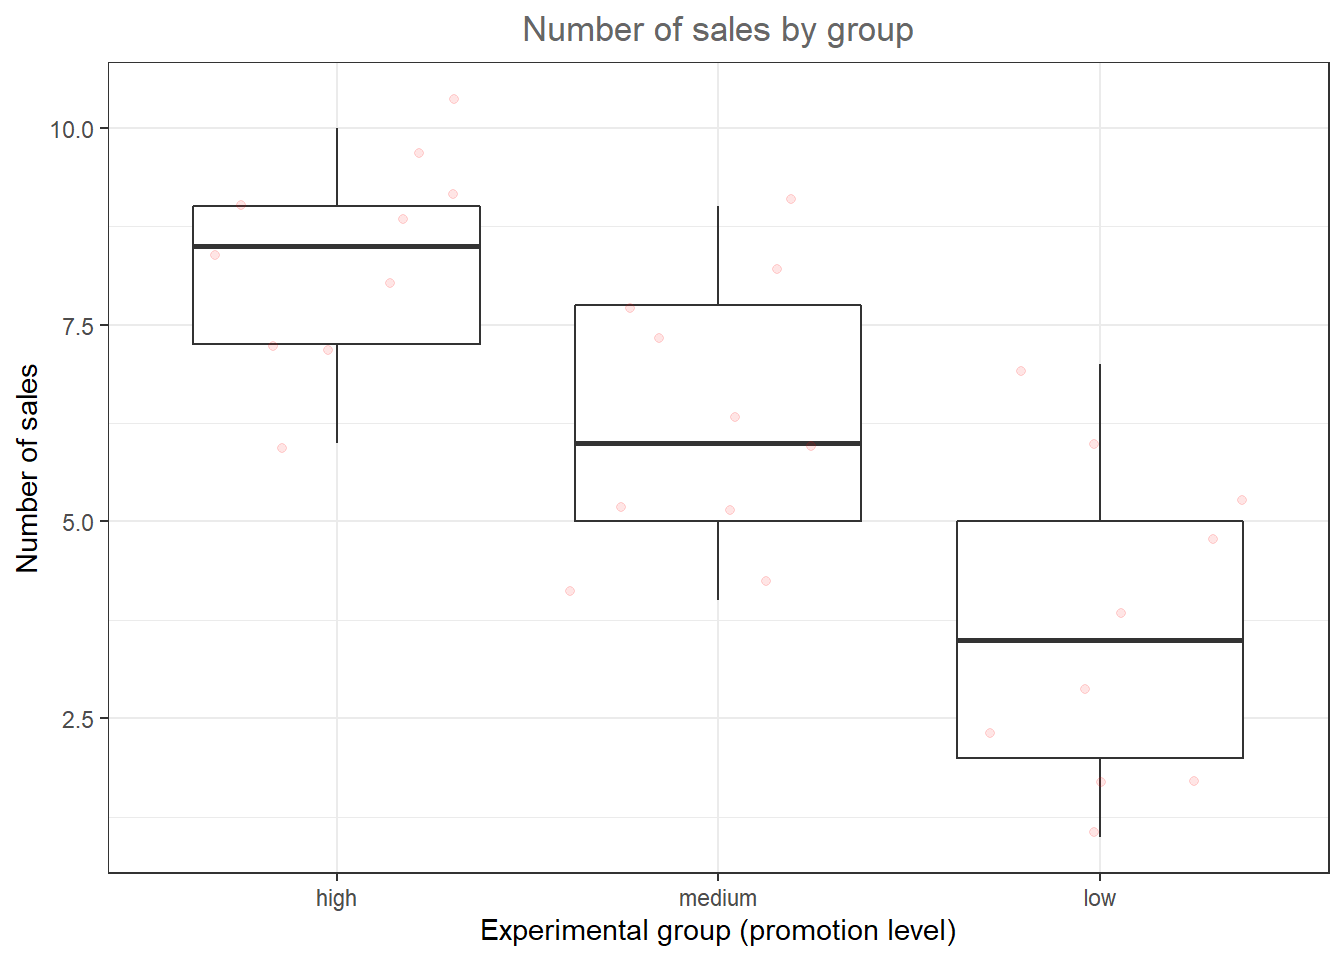 Number of sales by group
Number of sales
10.0
7.5
5.0
2.5
high medium low
Experimental group (promotion level)